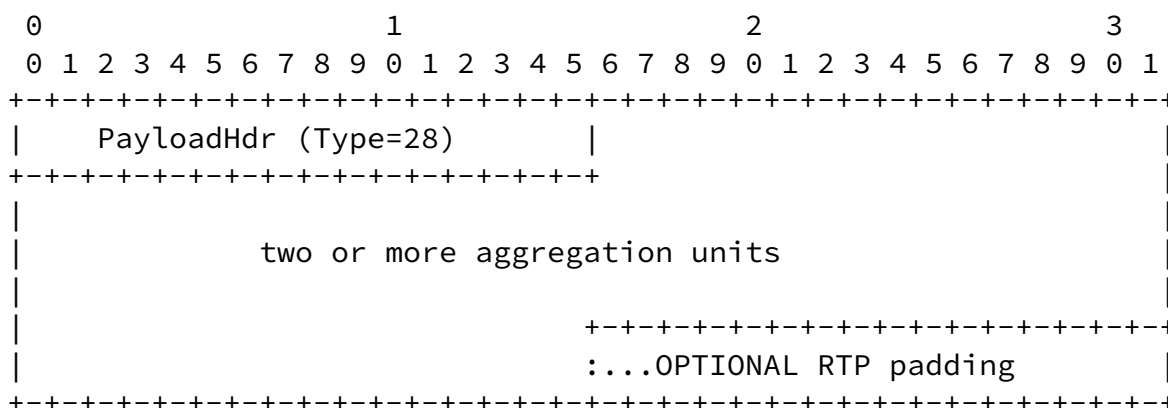 0                   1                   2                   3
 0 1 2 3 4 5 6 7 8 9 0 1 2 3 4 5 6 7 8 9 0 1 2 3 4 5 6 7 8 9 0 1
+-+-+-+-+-+-+-+-+-+-+-+-+-+-+-+-+-+-+-+-+-+-+-+-+-+-+-+-+-+-+-+-+
|    PayloadHdr (Type=28)       |                               |
+-+-+-+-+-+-+-+-+-+-+-+-+-+-+-+-+                               |
|                                                               |
|             two or more aggregation units                     |
|                                                               |
|                               +-+-+-+-+-+-+-+-+-+-+-+-+-+-+-+-+
|                               :...OPTIONAL RTP padding        |
+-+-+-+-+-+-+-+-+-+-+-+-+-+-+-+-+-+-+-+-+-+-+-+-+-+-+-+-+-+-+-+-+